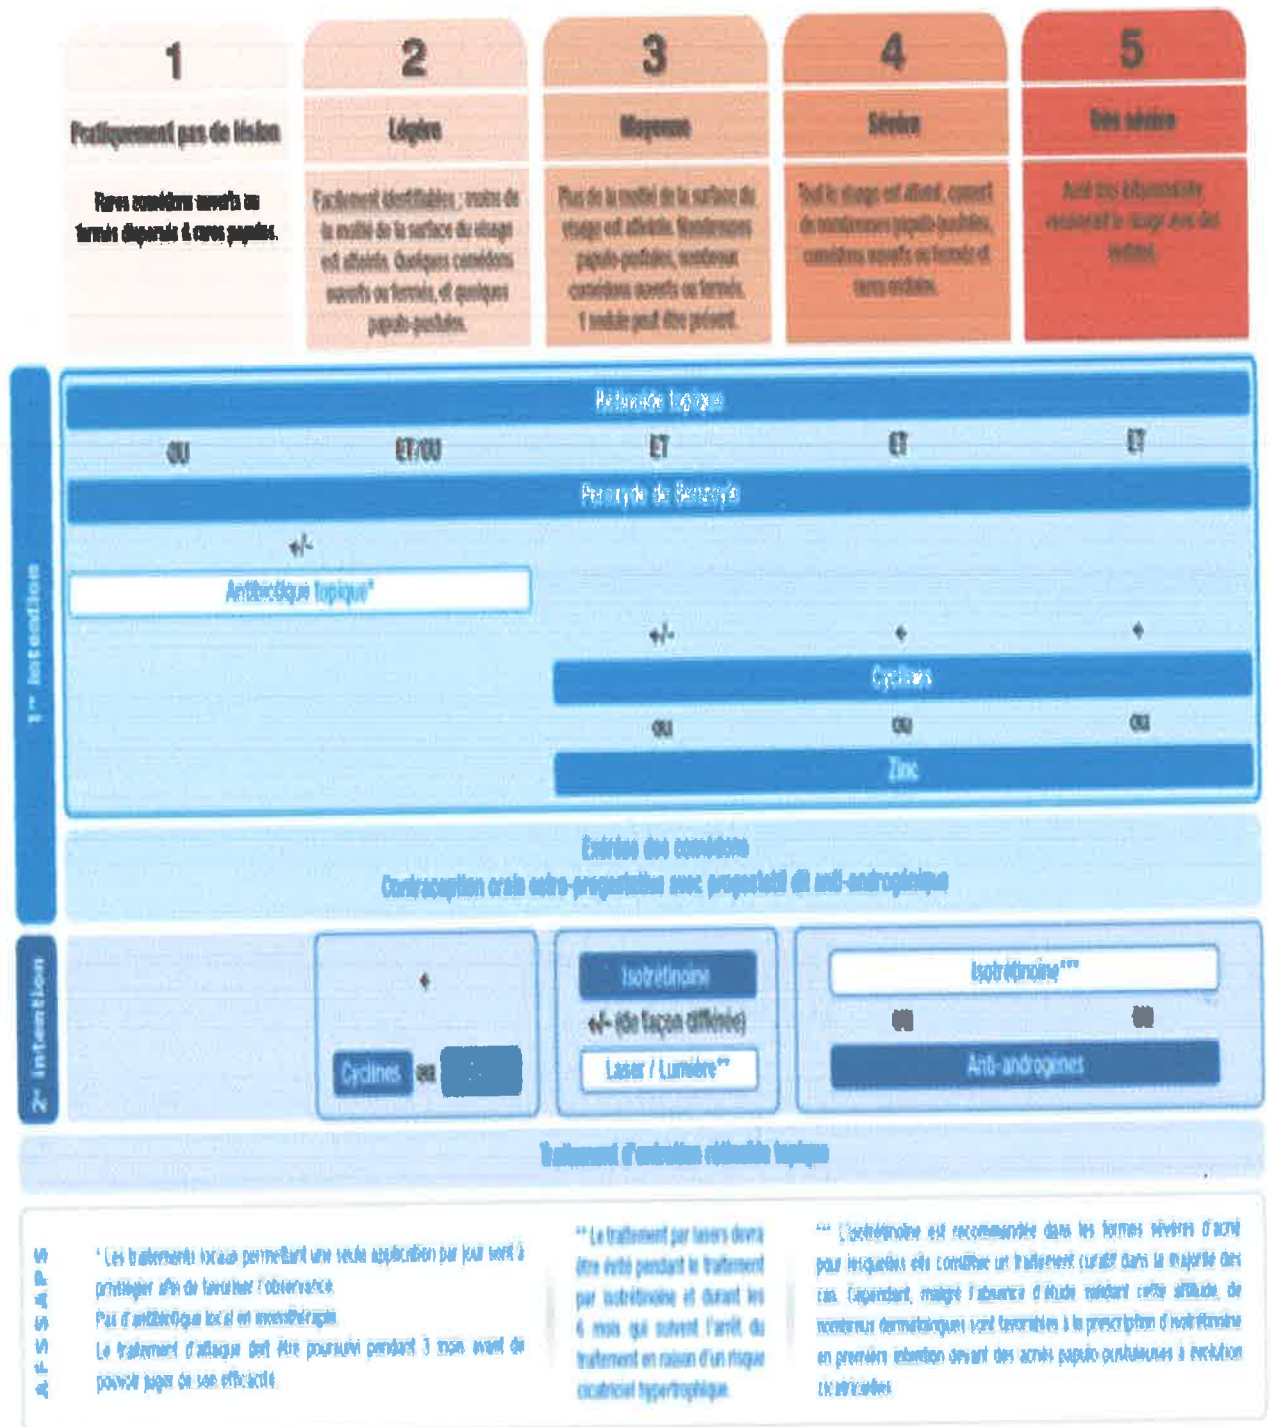 1
2
3
4
5
Pratiquement pas de lésion
Légère
Moyenne
Sévère
Très sévère
Rares comédons ouverts ou
fermés dispersés & rares papules.
Facilement identifiables ; moins de
la moitié de la surface du visage
est atteinte. Quelques comédons
ouverts ou fermés, et quelques
papulo-pustules.
Plus de la moitié de la surface du
visage est atteinte. Nombreuses
papulo-pustules, nombreux
comédons ouverts ou fermés.
1 nodule peut être présent.
Tout le visage est atteint, couvert
de nombreuses papulo-pustules,
comédons ouverts ou fermés et
rares nodules.
Acné très inflammatoire
recouvrant le visage avec des
nodules.
1re intention
Rétinoïde topique
OU
ET/OU
ET
ET
ET
Peroxyde de Benzoyle
+/-
Antibiotique topique*
+/-
+
+
Cyclines
ou
ou
ou
Zinc
Exérèse des comédons
Contraception orale estro-progestative avec progestatif dit anti-androgénique
2e intention
+
Cyclines ou
Isotrétinoïne
+/- (de façon différée)
Laser / Lumière**
Isotrétinoïne***
ou
ou
Anti-androgènes
Traitement d'entretien rétinoïde topique
AFSSAPS
* Les traitements locaux permettant une seule application par jour sont à
privilégier afin de favoriser l'observance.
Pas d'antibiotique local en monothérapie.
Le traitement d'attaque doit être poursuivi pendant 3 mois avant de
pouvoir juger de son efficacité.
** Le traitement par lasers devra
être évité pendant le traitement
par isotrétinoïne et durant les
6 mois qui suivent l'arrêt du
traitement en raison d'un risque
cicatriciel hypertrophique.
*** L'isotrétinoïne est recommandée dans les formes sévères d'acné
pour lesquelles elle constitue un traitement curatif dans la majorité des
cas. Cependant, malgré l'absence d'étude validant cette attitude, de
nombreux dermatologues sont favorables à la prescription d'isotrétinoïne
en première intention devant des acnés papulo-pustuleuses à évolution
cicatricielles.